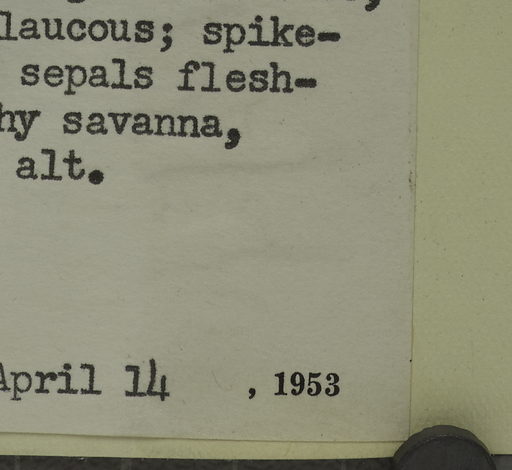 laucous; spike-
sepals flesh-
hy savanna,
alt.
April 14 , 1953